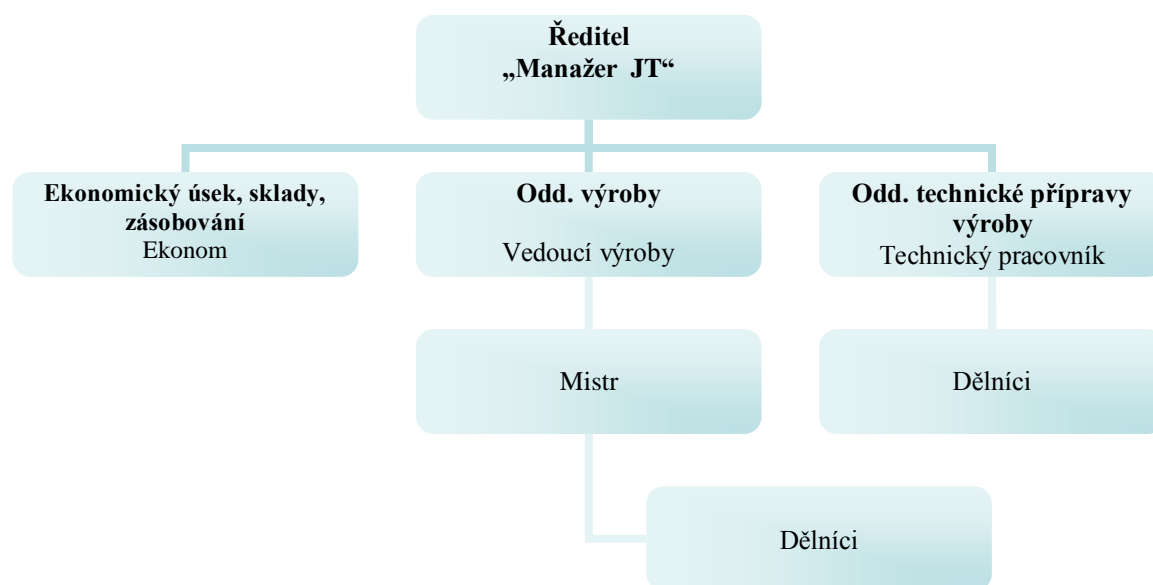 Ředitel
„Manažer JT“
Ekonomický úsek, sklady,
zásobování
Ekonom
Odd. výroby
Vedoucí výroby
Odd. technické přípravy
výroby
Technický pracovník
Mistr
Dělníci
Dělníci